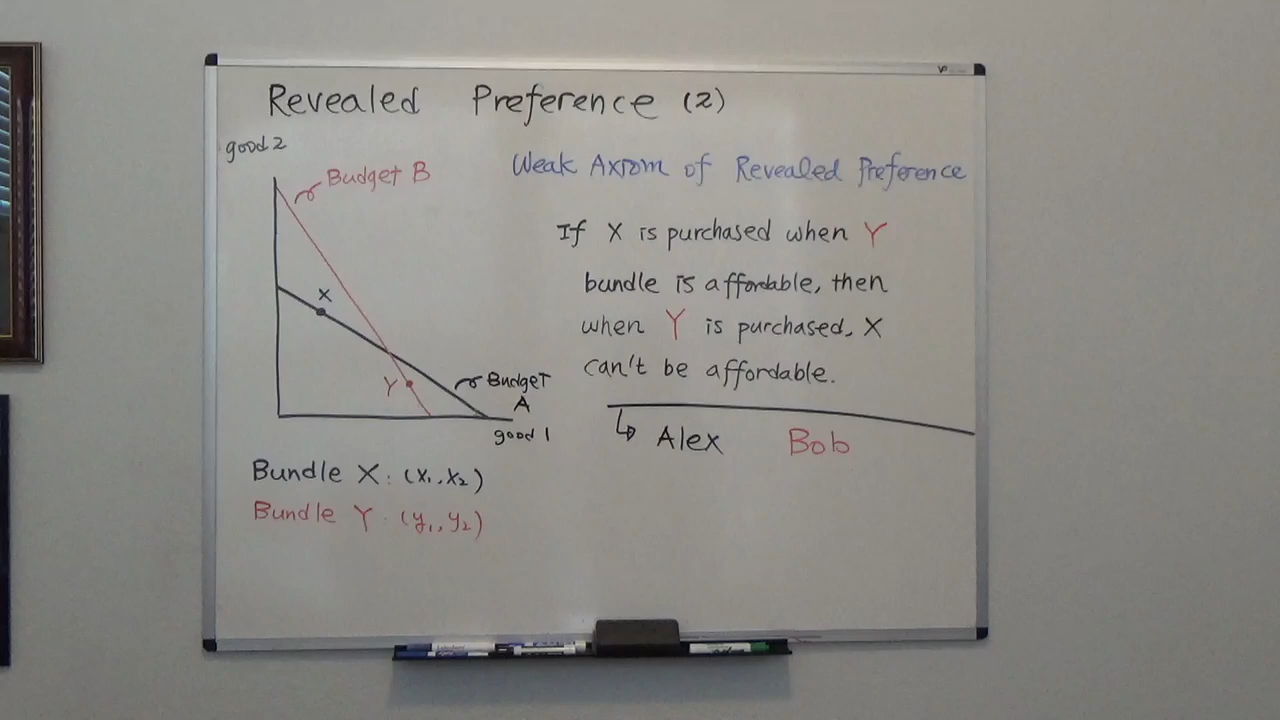 Revealed Preference (2)
good 2
Budget B
Weak Axiom of Revealed Preference
If X is purchased when Y
bundle is affordable, then
when Y is purchased, X
can't be affordable.
X
Y
Budget
A
good 1
Alex Bob
Bundle X : (x₁, x₂)
Bundle Y : (y₁, y₂)